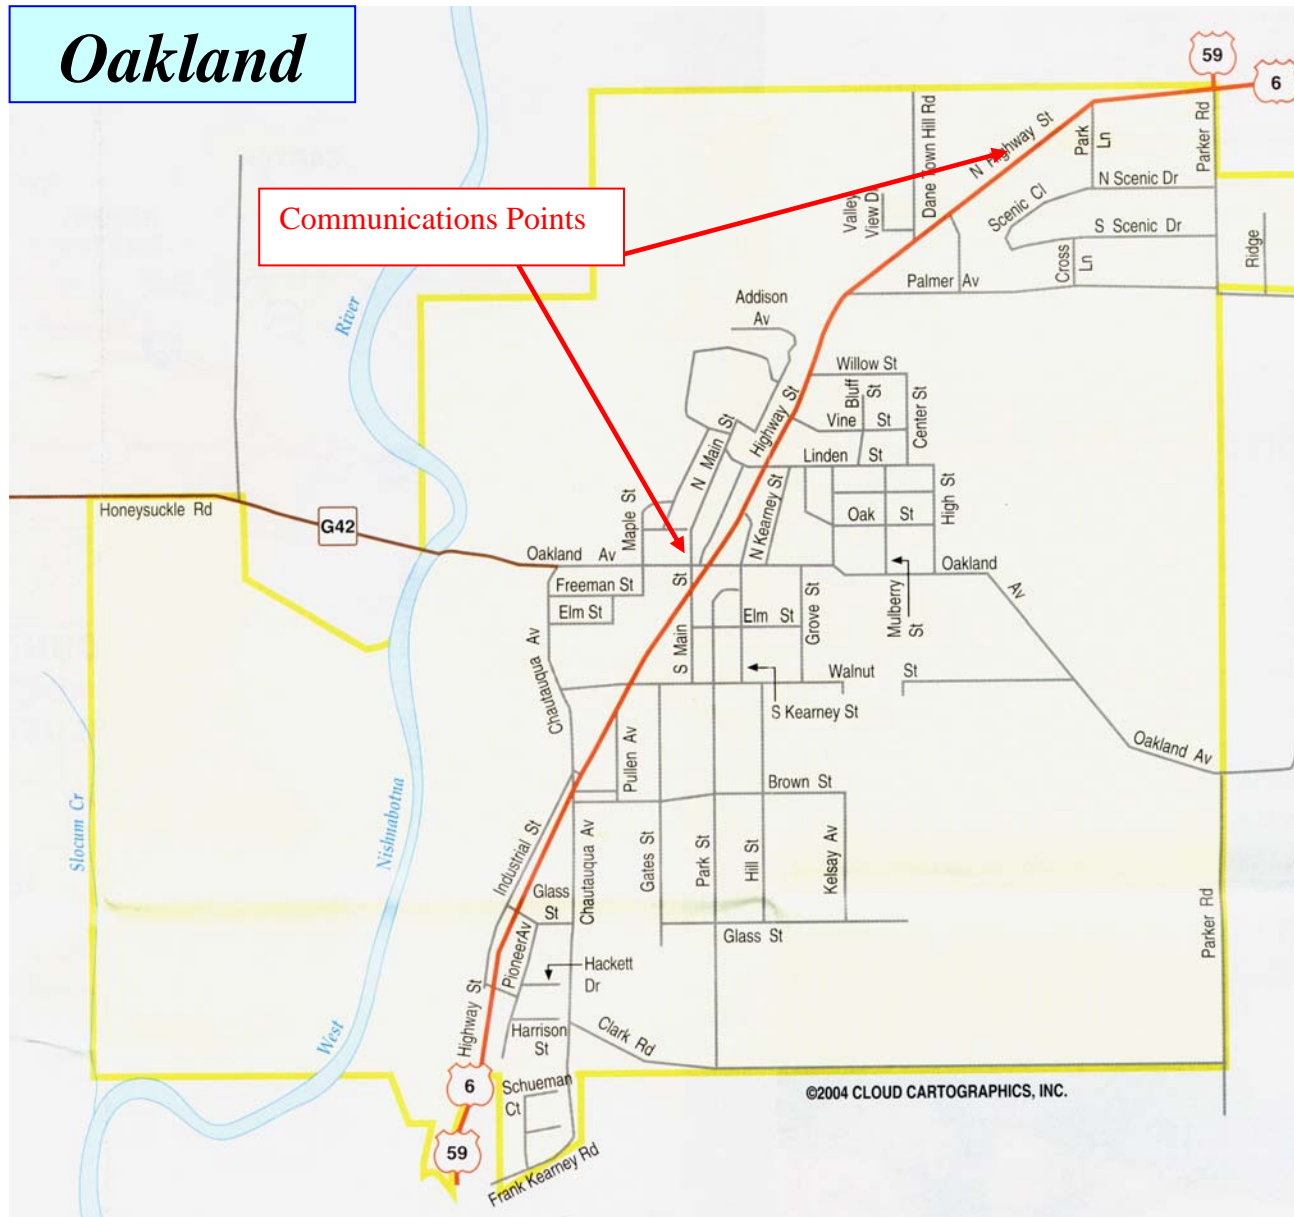 Oakland
59
6
Communications Points
Dane Town Hill Rd
N Highway St
Park
Ln
Parker Rd
N Scenic Dr
Scenic Cl
S Scenic Dr
Valley
View Dr
Cross
Ln
Ridge
Palmer Av
River
Addison
Av
Willow St
Bluff
St
Vine St
Center St
Highway St
N Main St
Linden St
Maple St
N Kearney St
High St
Oak St
Honeysuckle Rd
G42
Oakland Av
Oakland
Av
Freeman St
Elm St
St
S Main
Elm St
Grove St
Mulberry
St
Chautauqua Av
Walnut St
S Kearney St
Pullen Av
Oakland Av
Brown St
Nishnabotna
Slocum Cr
Industrial St
Chautauqua Av
Gates St
Park St
Hill St
Kelsay Av
Glass
St
Parker Rd
Glass St
Pioneer Av
Hackett
Dr
Highway St
Harrison
St
Clark Rd
West
6
Schueman
Ct
©2004 CLOUD CARTOGRAPHICS, INC.
59
Frank Kearney Rd